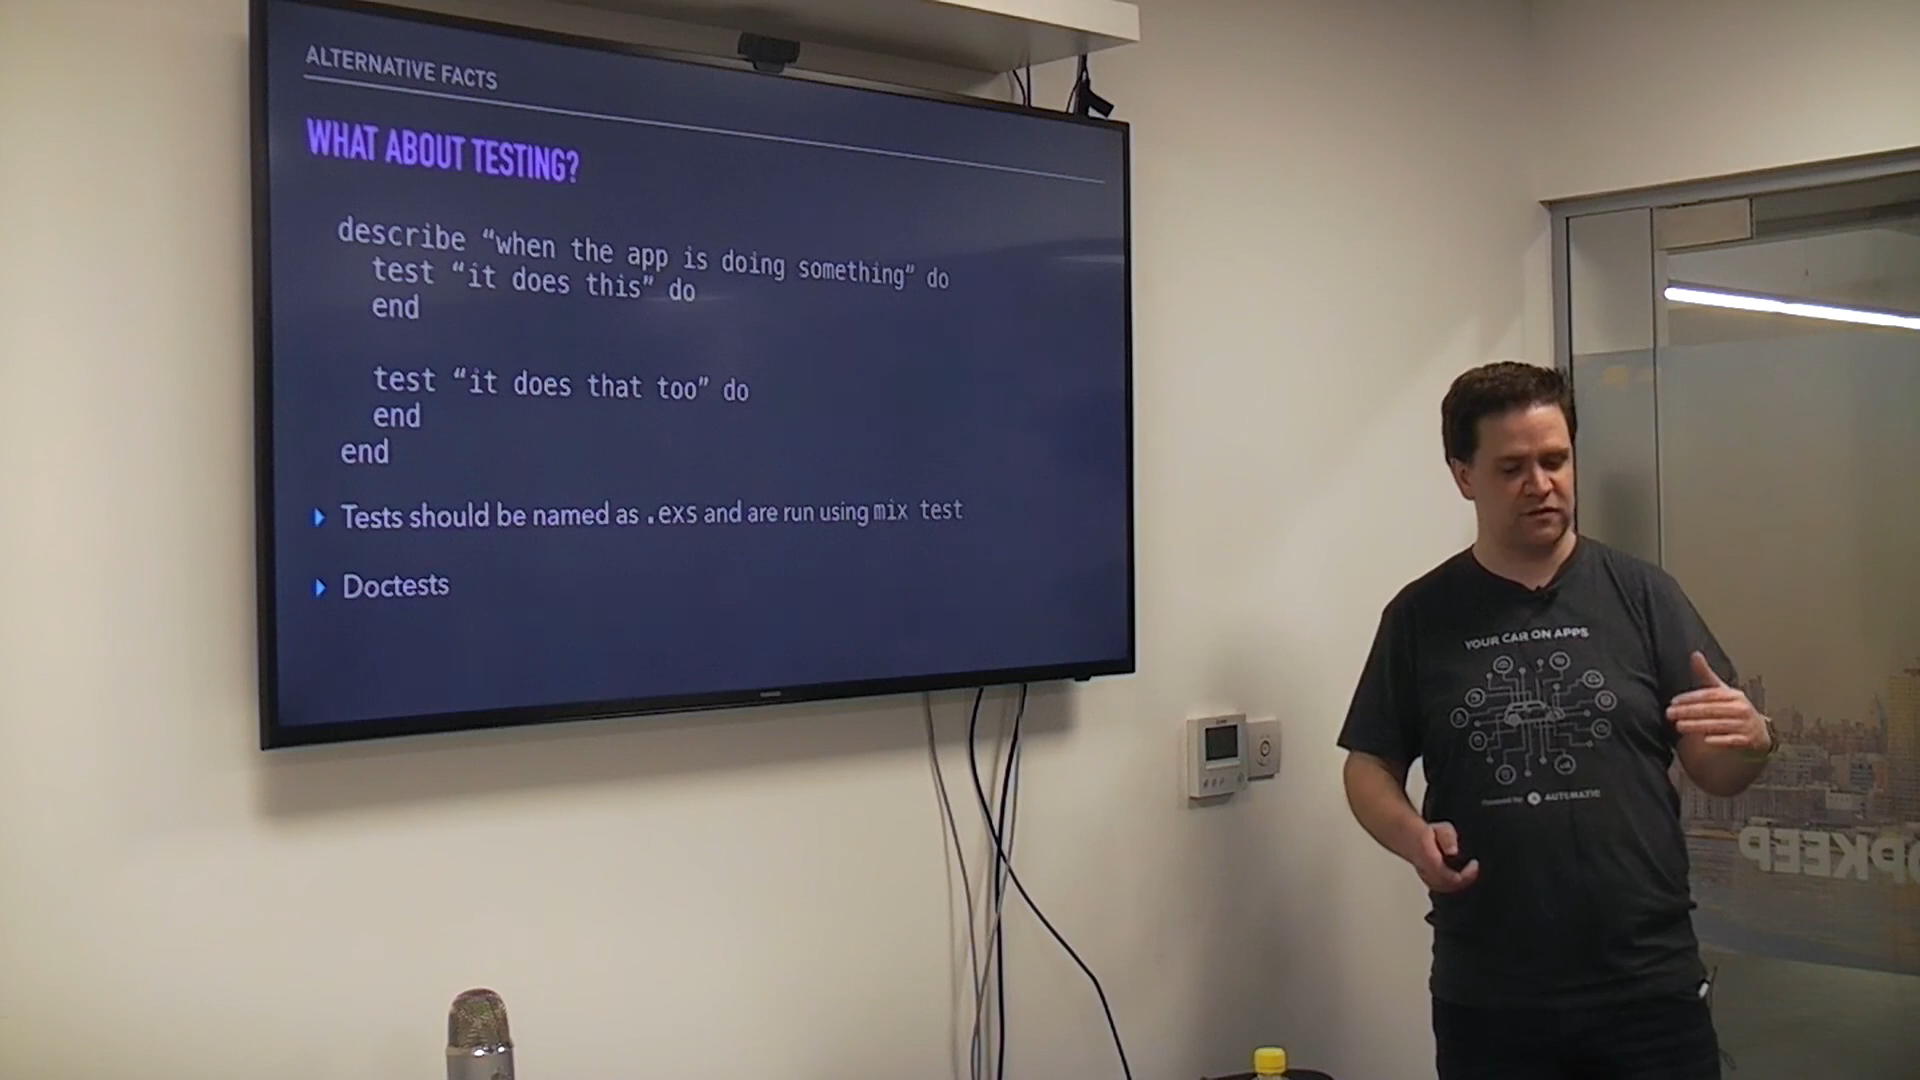 ALTERNATIVE FACTS
WHAT ABOUT TESTING?
describe “when the app is doing something” do
test “it does this” do
end
test “it does that too” do
end
end
Tests should be named as .exs and are run using mix test
Doctests
YOUR CAR ON APPS
AUTOMATIC
OPKEEP